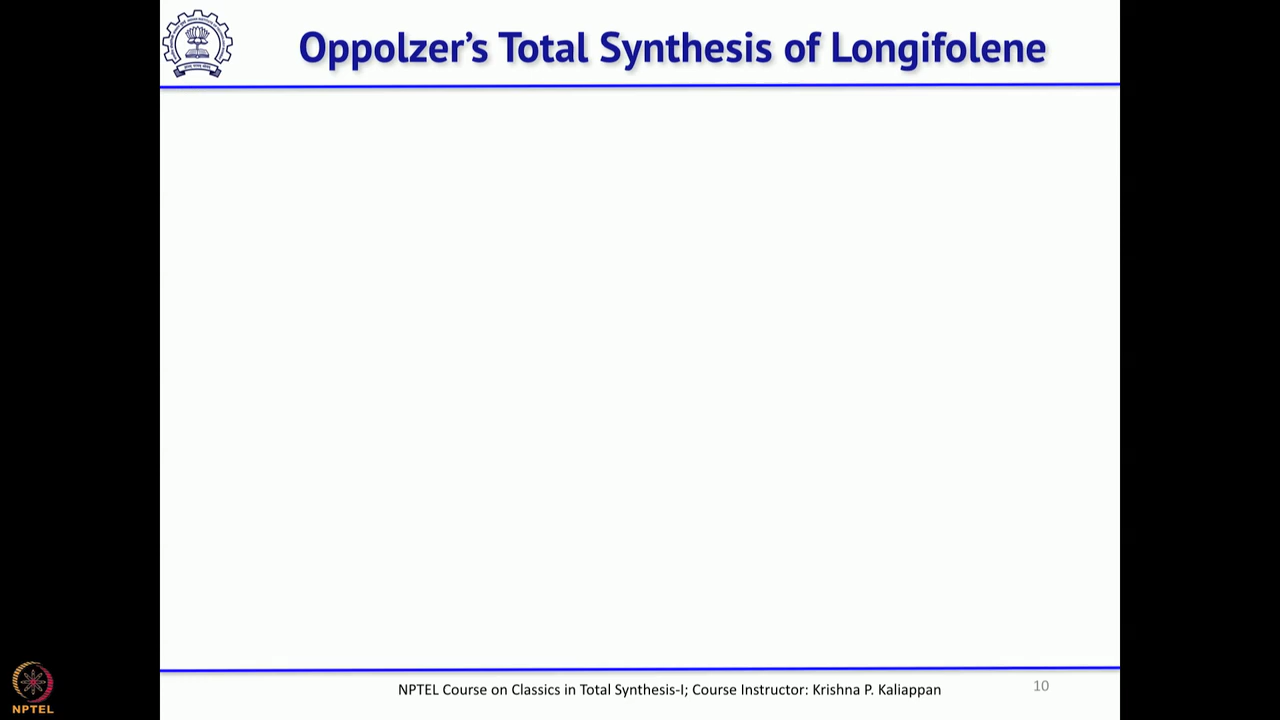 Oppolzer’s Total Synthesis of Longifolene
NPTEL Course on Classics in Total Synthesis-I; Course Instructor: Krishna P. Kaliappan
10
NPTEL